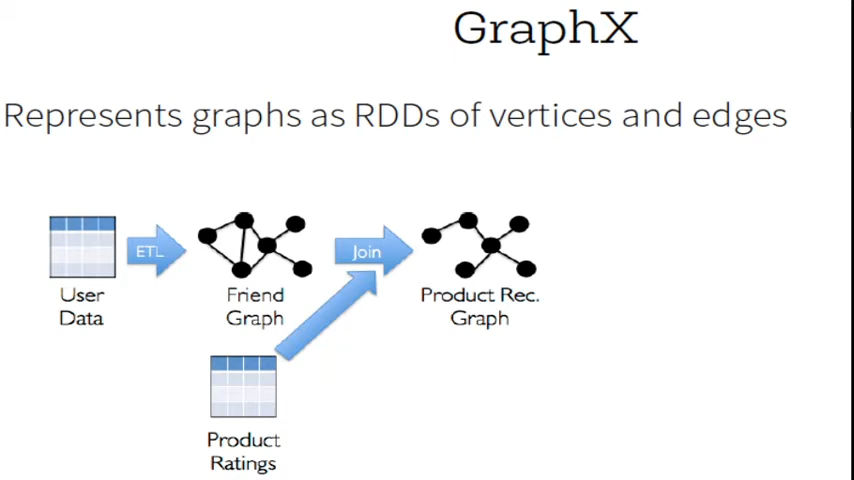 GraphX
Represents graphs as RDDs of vertices and edges
ETL
Join
User
Data
Friend
Graph
Product Rec.
Graph
Product
Ratings